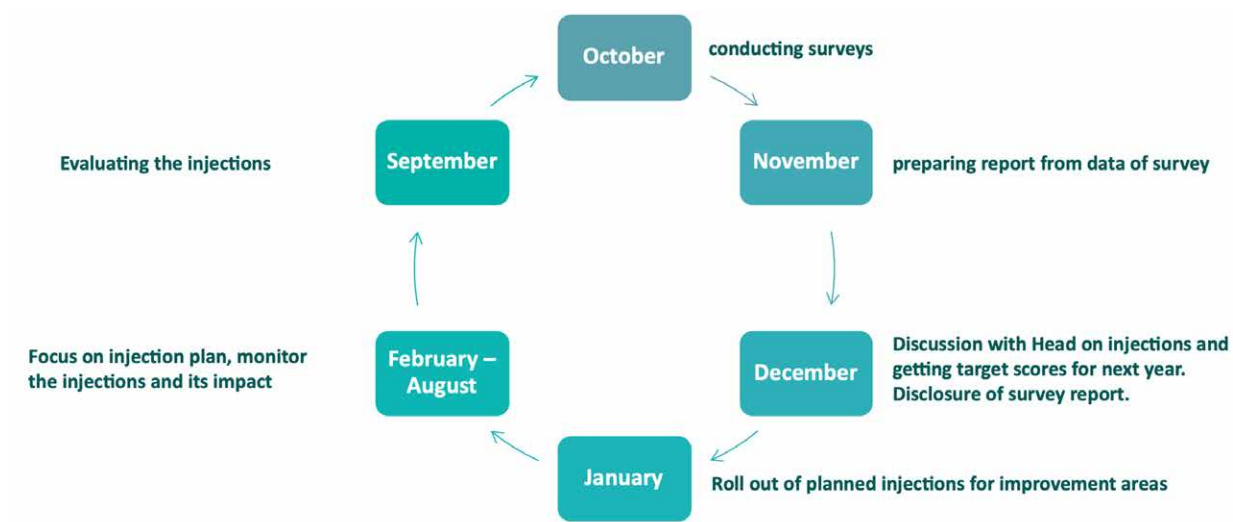 October
conducting surveys
November
preparing report from data of survey
December
Discussion with Head on injections and
getting target scores for next year.
Disclosure of survey report.
January
Roll out of planned injections for improvement areas
February –
August
Focus on injection plan, monitor
the injections and its impact
September
Evaluating the injections